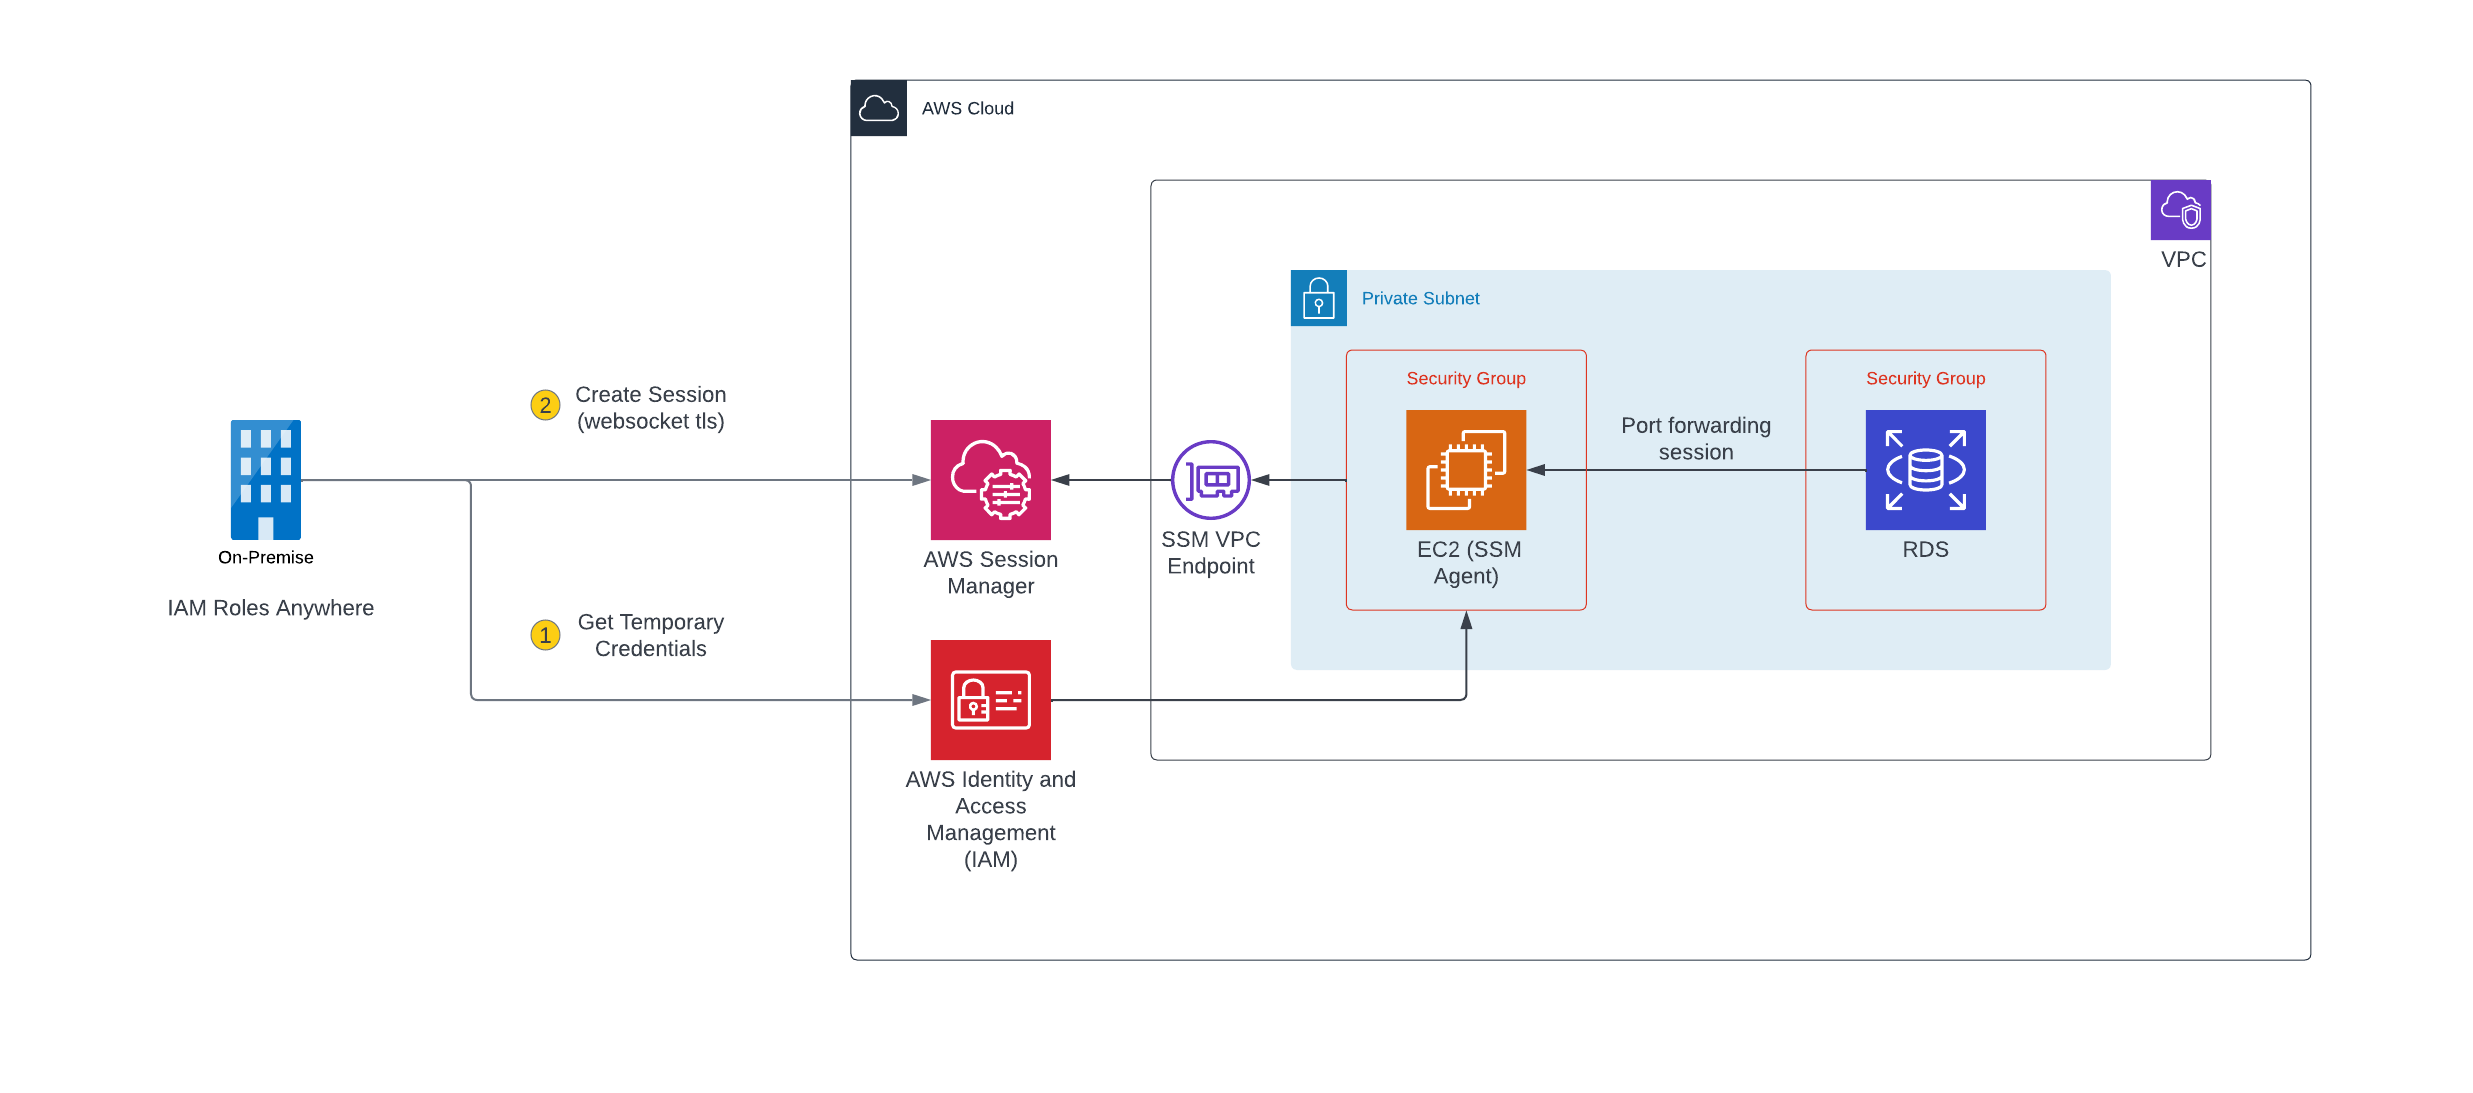 AWS Cloud
VPC
Private Subnet
Security Group
Security Group
2
Create Session
(websocket tls)
Port forwarding
session
On-Premise
AWS Session
Manager
SSM VPC
Endpoint
EC2 (SSM
Agent)
RDS
IAM Roles Anywhere
1
Get Temporary
Credentials
AWS Identity and
Access
Management
(IAM)